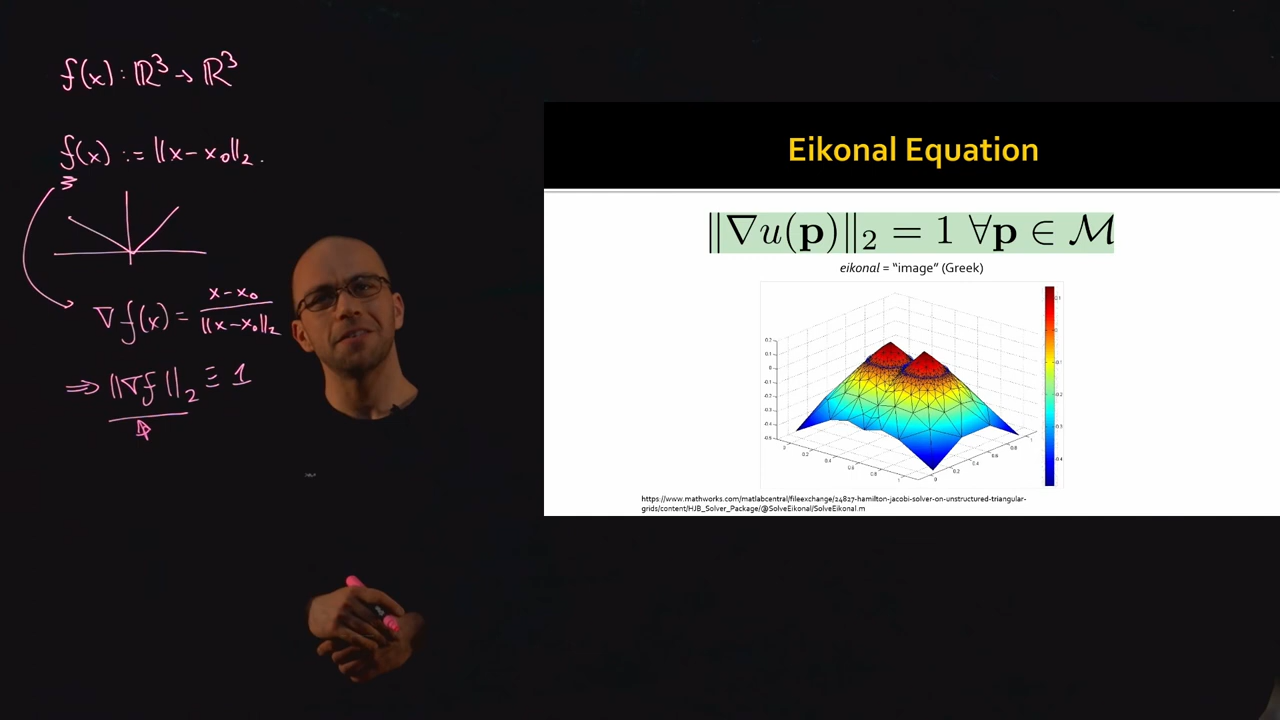 f(x) : ℝ³ → ℝ³
f(x) := ||x − x₀||₂.
∇f(x) = x − x₀ / ||x − x₀||₂
⇒ ||∇f||₂ ≡ 1
Eikonal Equation
‖∇u(𝐩)‖₂ = 1 ∀𝐩 ∈ ℳ
eikonal = “image” (Greek)
https://www.mathworks.com/matlabcentral/fileexchange/24827-hamilton-jacobi-solver-on-unstructured-triangular-
grids/content/HJB_Solver_Package/@SolveEikonal/SolveEikonal.m